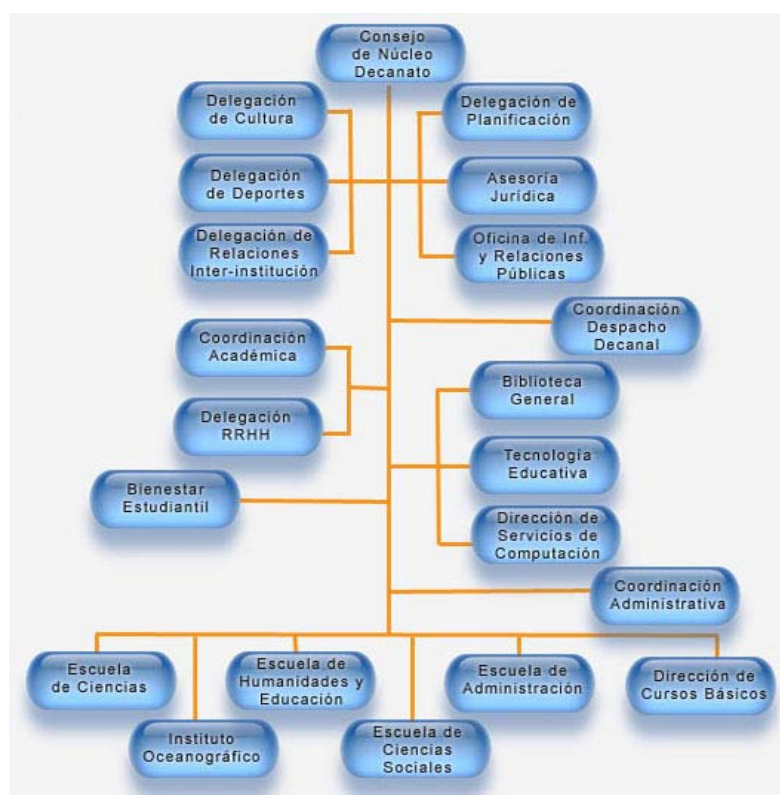 Consejo
de Núcleo
Decanato
Delegación
de Cultura
Delegación de
Planificación
Delegación
de Deportes
Asesoría
Jurídica
Delegación de
Relaciones
Inter-institución
Oficina de Inf.
y Relaciones
Públicas
Coordinación
Despacho
Decanal
Coordinación
Académica
Biblioteca
General
Delegación
RRHH
Tecnología
Educativa
Bienestar
Estudiantil
Dirección de
Servicios de
Computación
Coordinación
Administrativa
Escuela
de Ciencias
Escuela de
Humanidades y
Educación
Escuela de
Administración
Dirección de
Cursos Básicos
Instituto
Oceanográfico
Escuela de
Ciencias
Sociales